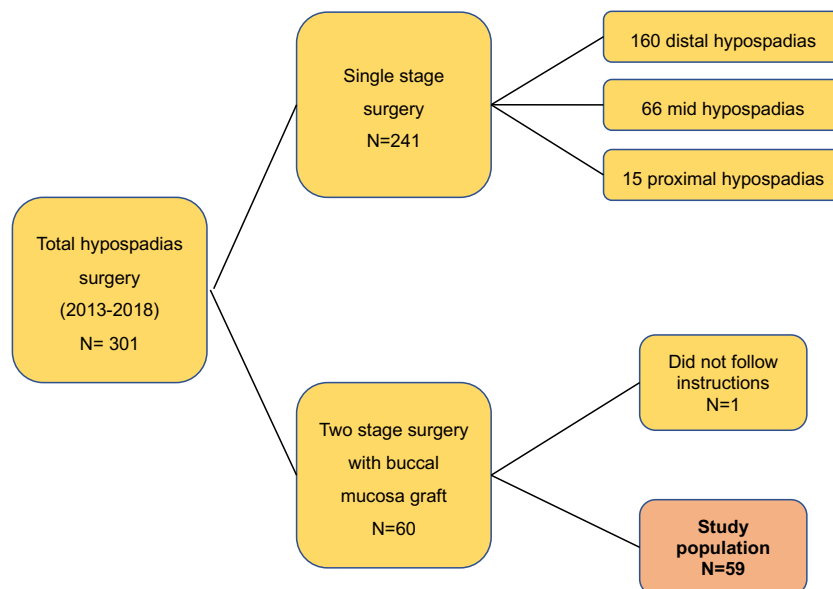 Total hypospadias
surgery
(2013-2018)
N= 301
Single stage
surgery
N=241
160 distal hypospadias
66 mid hypospadias
15 proximal hypospadias
Two stage surgery
with buccal
mucosa graft
N=60
Did not follow
instructions
N=1
Study
population
N=59